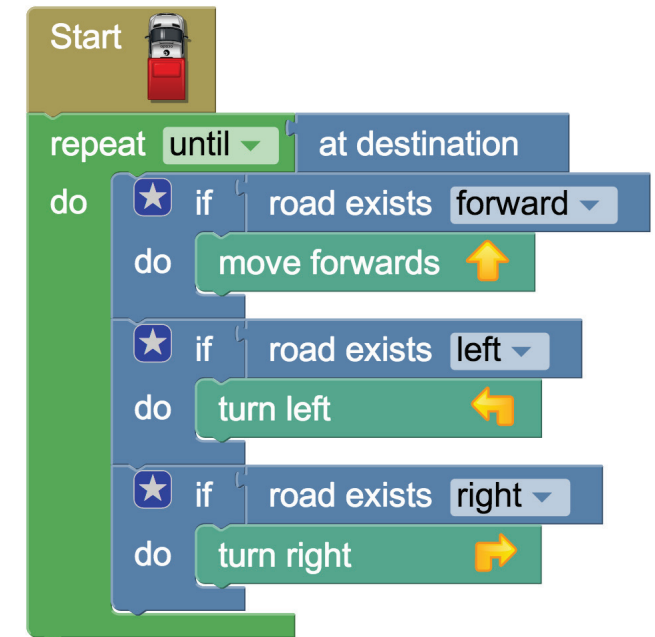 Start
repeat until at destination
do if road exists forward
do move forwards
if road exists left
do turn left
if road exists right
do turn right